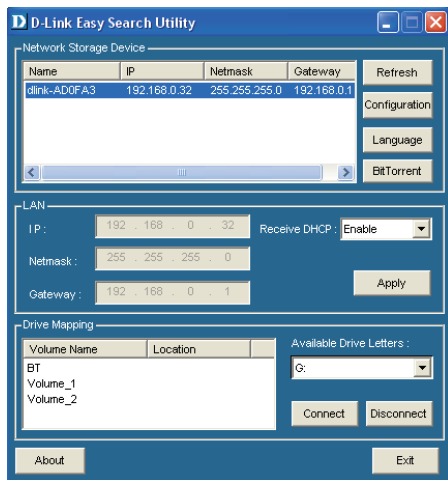 D D-Link Easy Search Utility
Network Storage Device
Name IP Netmask Gateway
dlink-AD0FA3 192.168.0.32 255.255.255.0 192.168.0.1
Refresh
Configuration
Language
BitTorrent
LAN
IP : 192 . 168 . 0 . 32 Receive DHCP : Enable
Netmask : 255 . 255 . 255 . 0
Gateway : 192 . 168 . 0 . 1
Apply
Drive Mapping
Volume Name Location
BT
Volume_1
Volume_2
Available Drive Letters :
G:
Connect Disconnect
About Exit